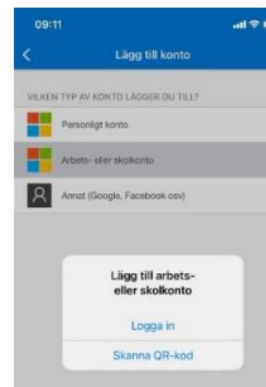 09:11
Lägg till konto
VILKEN TYP AV KONTO LÄGGER DU TILL?
Personligt konto
Arbets- eller skolkonto
Annat (Google, Facebook osv)
Lägg till arbets-
eller skolkonto
Logga in
Skanna QR-kod